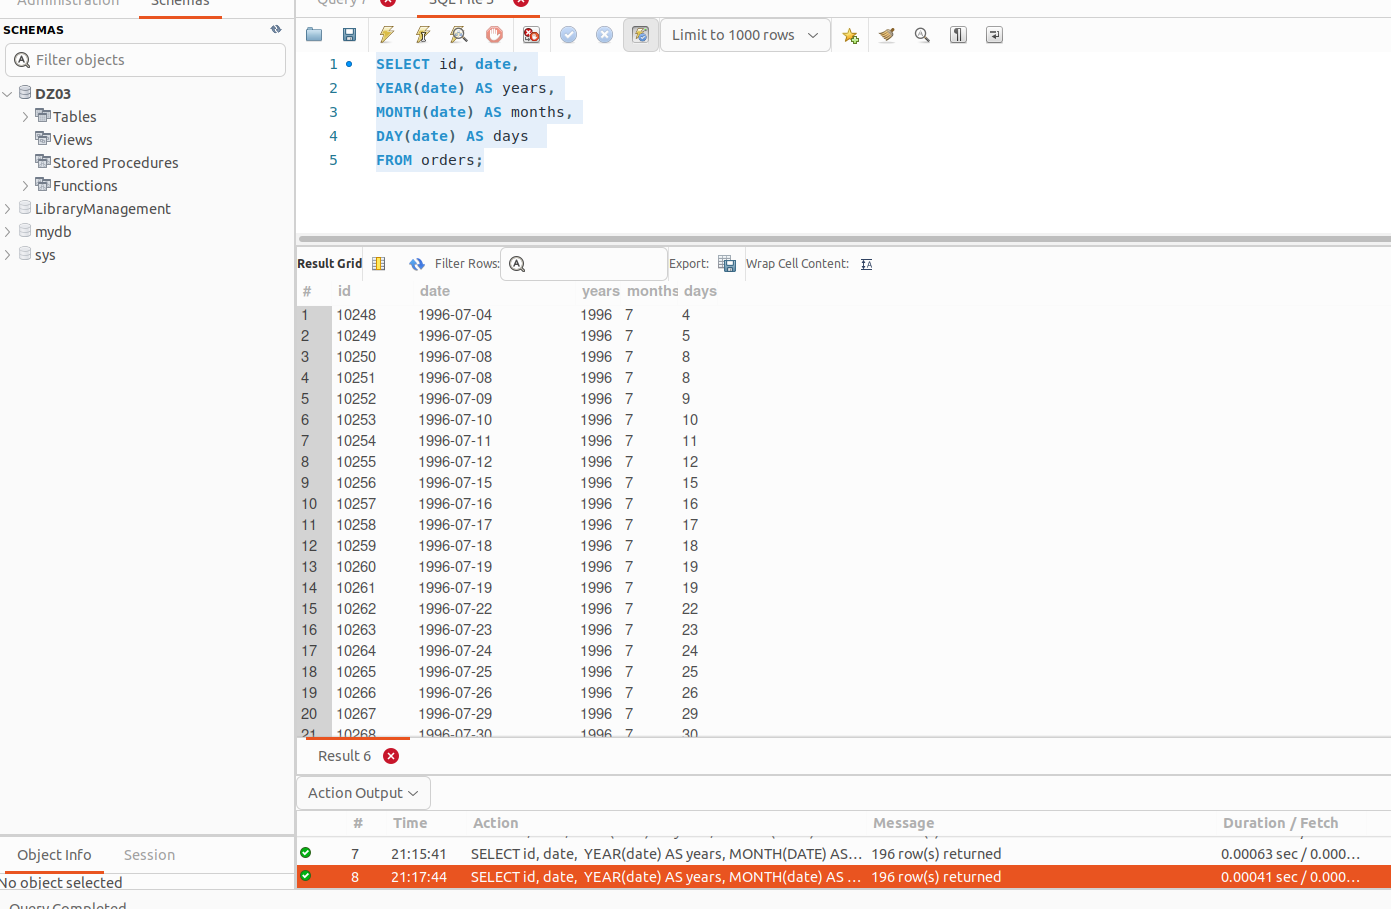 Administration Schemas
Query 7 SQL File 3
SCHEMAS
Filter objects
DZ03
Tables
Views
Stored Procedures
Functions
LibraryManagement
mydb
sys
Limit to 1000 rows
1 SELECT id, date,
2 YEAR(date) AS years,
3 MONTH(date) AS months,
4 DAY(date) AS days
5 FROM orders;
Result Grid Filter Rows: Export: Wrap Cell Content:
# id date years months days
1 10248 1996-07-04 1996 7 4
2 10249 1996-07-05 1996 7 5
3 10250 1996-07-08 1996 7 8
4 10251 1996-07-08 1996 7 8
5 10252 1996-07-09 1996 7 9
6 10253 1996-07-10 1996 7 10
7 10254 1996-07-11 1996 7 11
8 10255 1996-07-12 1996 7 12
9 10256 1996-07-15 1996 7 15
10 10257 1996-07-16 1996 7 16
11 10258 1996-07-17 1996 7 17
12 10259 1996-07-18 1996 7 18
13 10260 1996-07-19 1996 7 19
14 10261 1996-07-19 1996 7 19
15 10262 1996-07-22 1996 7 22
16 10263 1996-07-23 1996 7 23
17 10264 1996-07-24 1996 7 24
18 10265 1996-07-25 1996 7 25
19 10266 1996-07-26 1996 7 26
20 10267 1996-07-29 1996 7 29
21 10268 1996-07-30 1996 7 30
Result 6
Action Output
# Time Action Message Duration / Fetch
7 21:15:41 SELECT id, date, YEAR(date) AS years, MONTH(DATE) AS... 196 row(s) returned 0.00063 sec / 0.000...
8 21:17:44 SELECT id, date, YEAR(date) AS years, MONTH(date) AS ... 196 row(s) returned 0.00041 sec / 0.000...
Object Info Session
No object selected
Query Completed